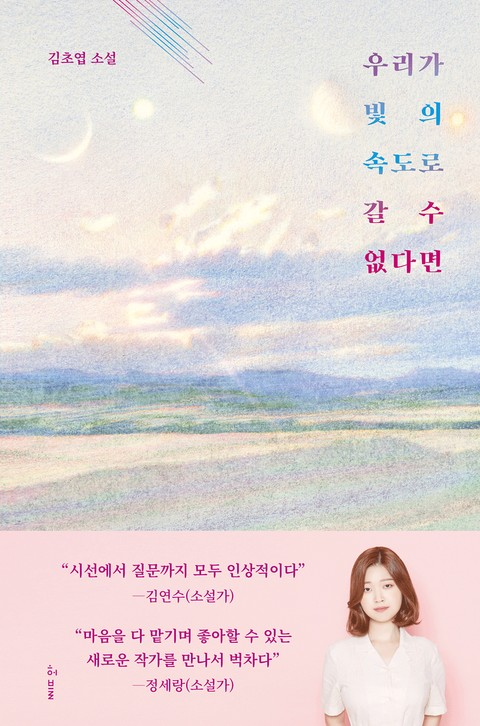 김초엽 소설
우리가
빛의
속도로
갈 수
없다면
“시선에서 질문까지 모두 인상적이다”
—김연수(소설가)
“마음을 다 맡기며 좋아할 수 있는
새로운 작가를 만나서 벅차다”
—정세랑(소설가)
허블